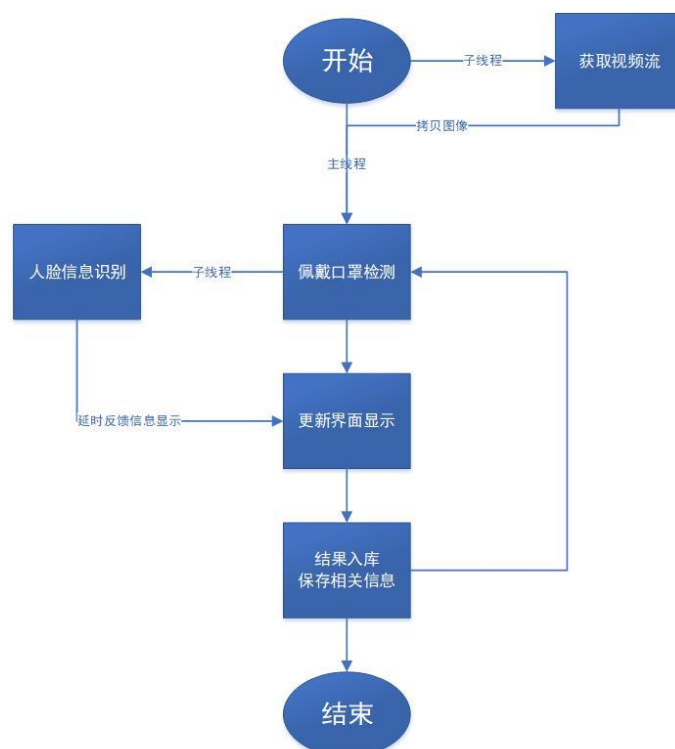 开始
子线程
获取视频流
拷贝图像
主线程
人脸信息识别
子线程
佩戴口罩检测
延时反馈信息显示
更新界面显示
结果入库
保存相关信息
结束